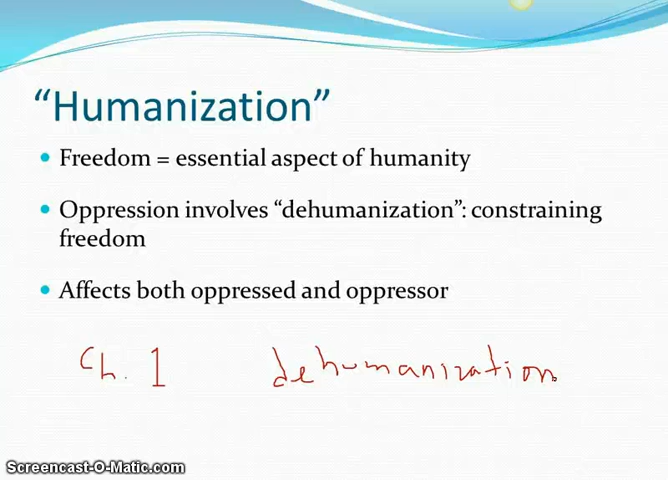 “Humanization”
Freedom = essential aspect of humanity
Oppression involves “dehumanization”: constraining
freedom
Affects both oppressed and oppressor
Ch. 1 dehumanization
Screencast-O-Matic.com